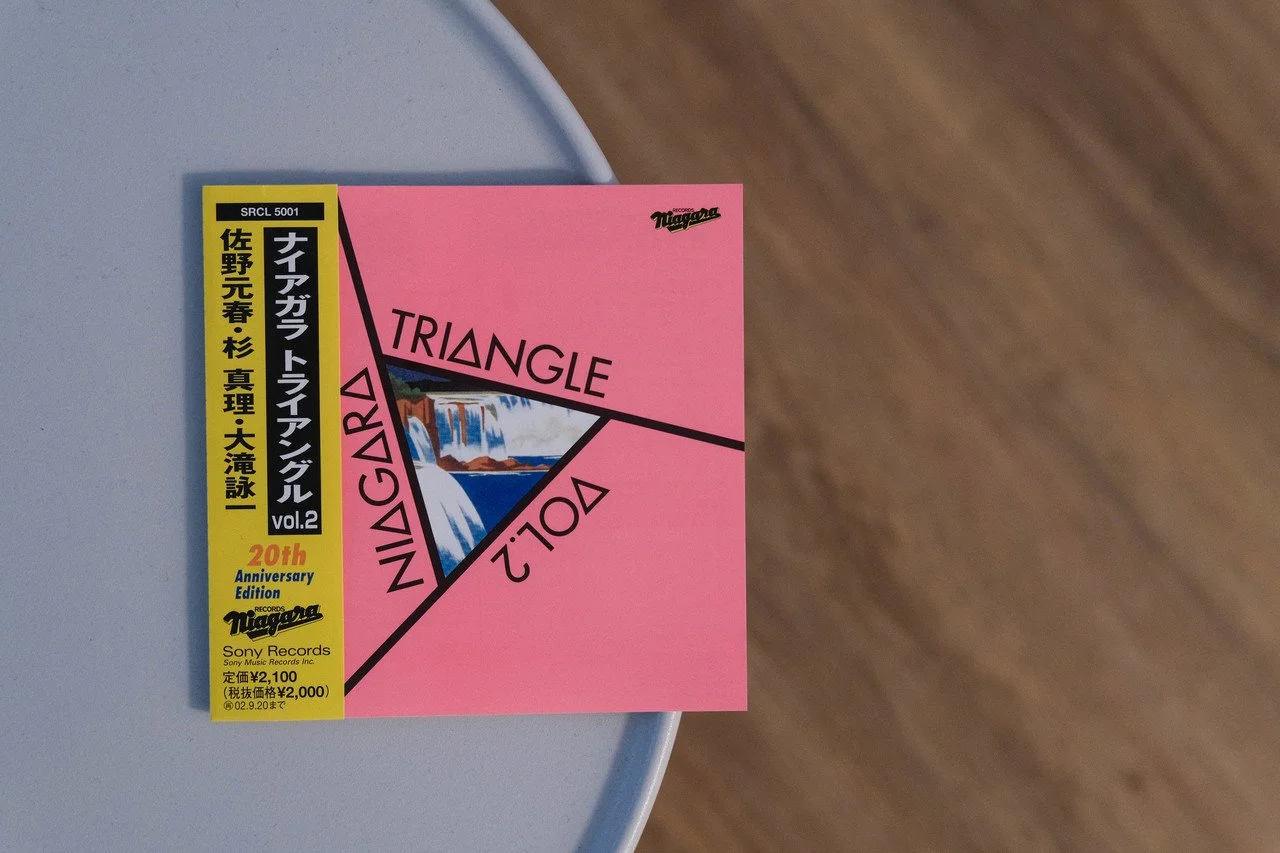 SRCL 5001
ナイアガラ トライアングル vol.2
佐野元春・杉 真理・大滝詠一
20th
Anniversary
Edition
RECORDS
Niagara
Sony Records
Sony Music Records Inc.
定価¥2,100
(税抜価格¥2,000)
㋐02.9.20まで
RECORDS
Niagara
NIAGARA
TRIANGLE
VOL.2